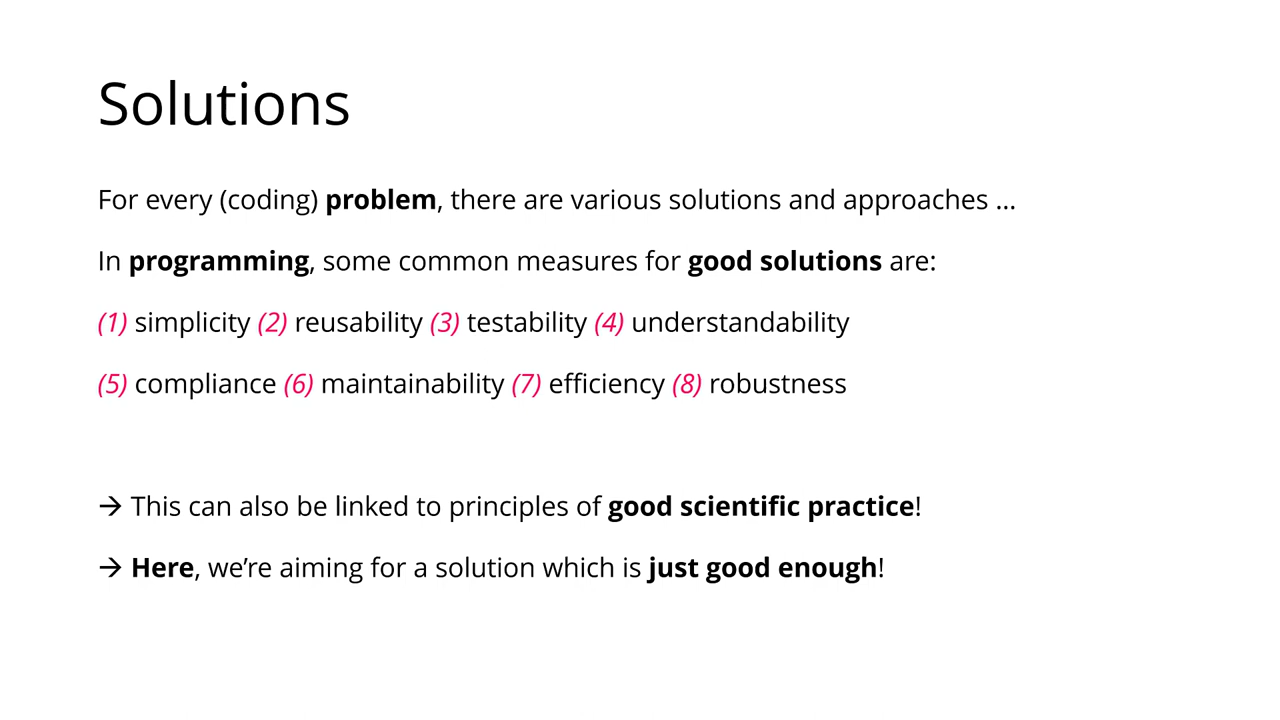 Solutions
For every (coding) problem, there are various solutions and approaches …
In programming, some common measures for good solutions are:
(1) simplicity (2) reusability (3) testability (4) understandability
(5) compliance (6) maintainability (7) efficiency (8) robustness
→ This can also be linked to principles of good scientific practice!
→ Here, we’re aiming for a solution which is just good enough!